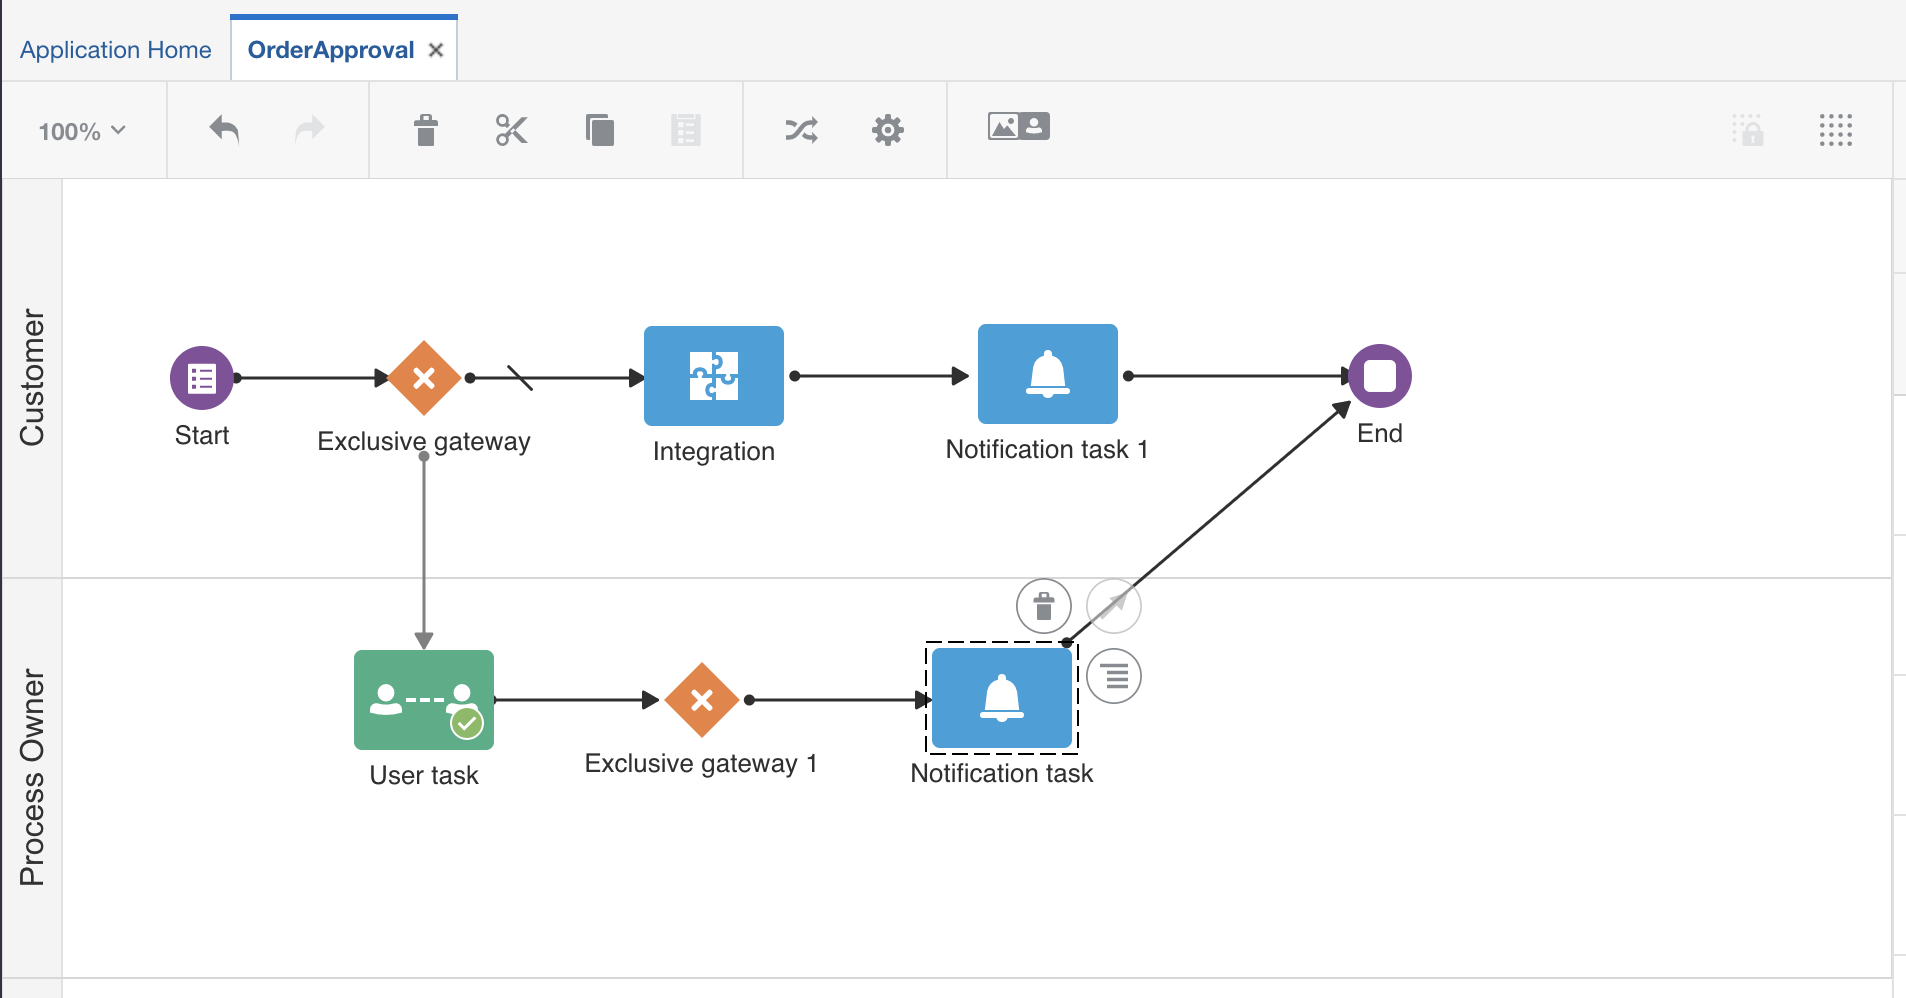 Application Home
OrderApproval
100%
Customer
Start
Exclusive gateway
Integration
Notification task 1
End
Process Owner
User task
Exclusive gateway 1
Notification task